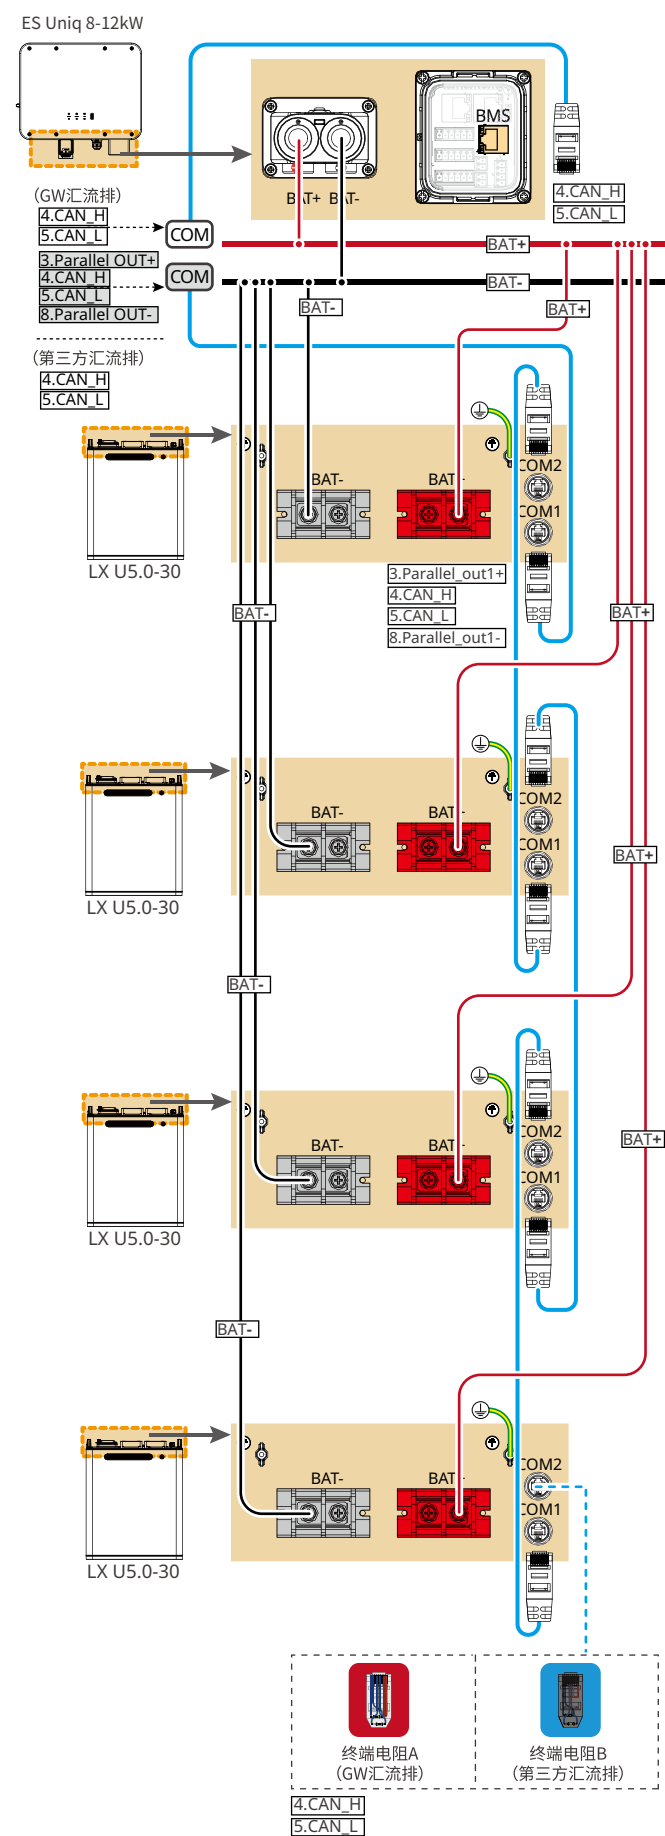 ES Uniq 8-12kW
BMS
BAT+ BAT-
4.CAN_H
5.CAN_L
(GW汇流排)
4.CAN_H
5.CAN_L
COM
BAT+
3.Parallel OUT+
4.CAN_H
5.CAN_L
8.Parallel OUT-
COM
BAT-
BAT-
BAT+
(第三方汇流排)
4.CAN_H
5.CAN_L
COM2
BAT-
BAT-
COM1
LX U5.0-30
3.Parallel_out1+
4.CAN_H
5.CAN_L
8.Parallel_out1-
BAT-
BAT+
COM2
BAT-
BAT-
COM1
BAT+
LX U5.0-30
BAT-
COM2
BAT+
BAT-
BAT-
COM1
LX U5.0-30
BAT-
COM2
BAT-
BAT-
COM1
LX U5.0-30
终端电阻A
(GW汇流排)
终端电阻B
(第三方汇流排)
4.CAN_H
5.CAN_L